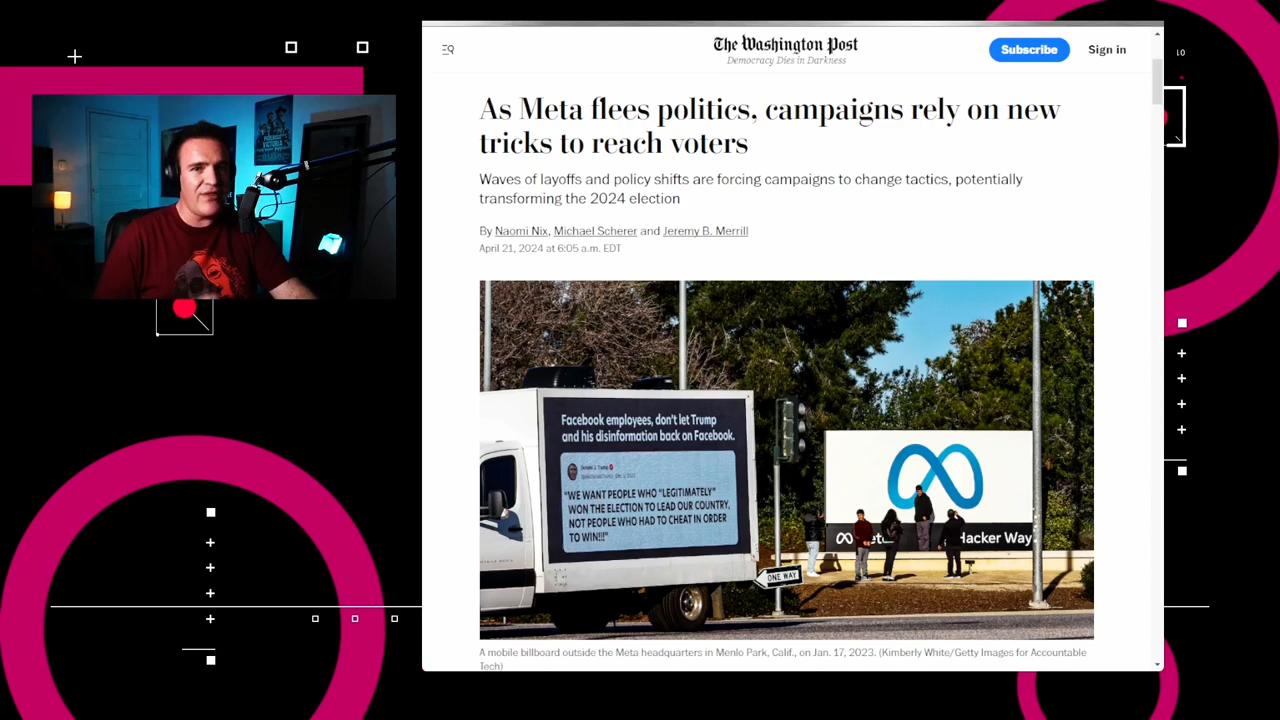 The Washington Post
Democracy Dies in Darkness
Subscribe
Sign in
As Meta flees politics, campaigns rely on new
tricks to reach voters
Waves of layoffs and policy shifts are forcing campaigns to change tactics, potentially
transforming the 2024 election
By Naomi Nix, Michael Scherer and Jeremy B. Merrill
April 21, 2024 at 6:05 a.m. EDT
Facebook employees, don't let Trump
and his disinformation back on Facebook.
Donald J. Trump
"WE WANT PEOPLE WHO "LEGITIMATELY"
WON THE ELECTION TO LEAD OUR COUNTRY,
NOT PEOPLE WHO HAD TO CHEAT IN ORDER
TO WIN!!!"
Hacker Way
ONE WAY
A mobile billboard outside the Meta headquarters in Menlo Park, Calif., on Jan. 17, 2023. (Kimberly White/Getty Images for Accountable
Tech)